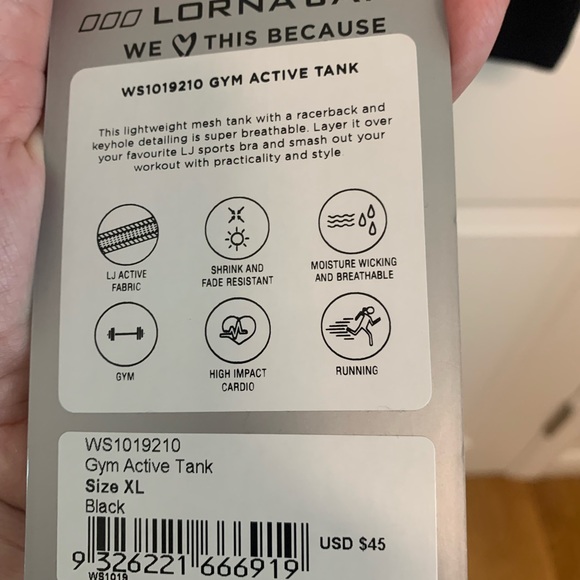 LORNA
WE THIS BECAUSE
WS1019210 GYM ACTIVE TANK
This lightweight mesh tank with a racerback and
keyhole detailing is super breathable. Layer it over
your favourite LJ sports bra and smash out your
workout with practicality and style
LJ ACTIVE
FABRIC
SHRINK AND
FADE RESISTANT
MOISTURE WICKING
AND BREATHABLE
GYM
HIGH IMPACT
CARDIO
RUNNING
WS1019210
Gym Active Tank
Size XL
Black
USD $45
9 326221 666919
WS1019